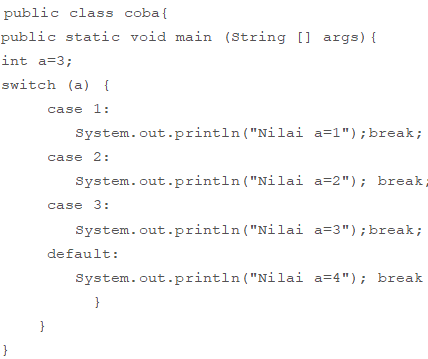 public class coba{
public static void main (String [] args){
int a=3;
switch (a) {
case 1:
System.out.println("Nilai a=1");break;
case 2:
System.out.println("Nilai a=2"); break;
case 3:
System.out.println("Nilai a=3");break;
default:
System.out.println("Nilai a=4"); break
}
}
}